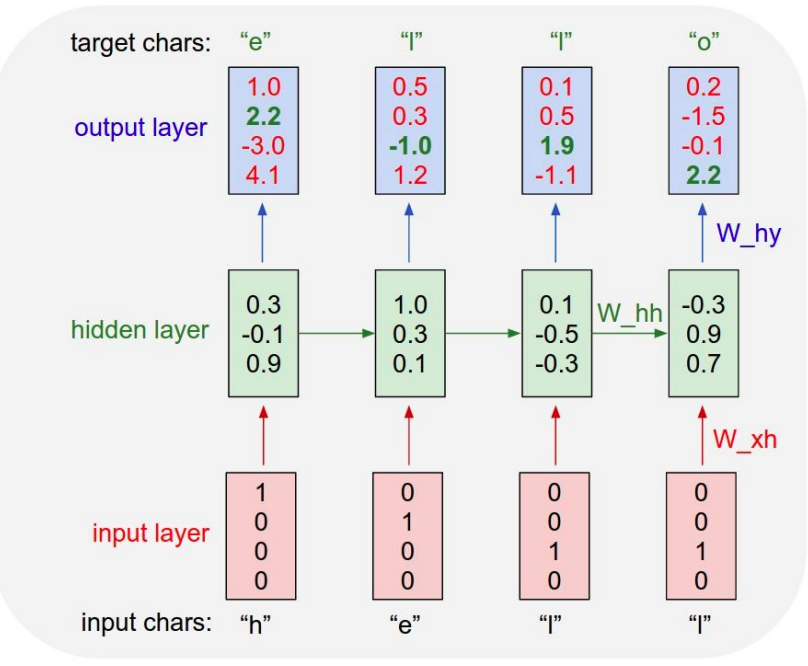 target chars: “e” “l” “l” “o”
output layer
1.0 0.5 0.1 0.2
2.2 0.3 0.5 -1.5
-3.0 -1.0 1.9 -0.1
4.1 1.2 -1.1 2.2
W_hy
hidden layer
0.3 1.0 0.1 -0.3
-0.1 0.3 -0.5 0.9
0.9 0.1 -0.3 0.7
W_hh
W_xh
input layer
1 0 0 0
0 1 0 0
0 0 1 1
0 0 0 0
input chars: “h” “e” “l” “l”